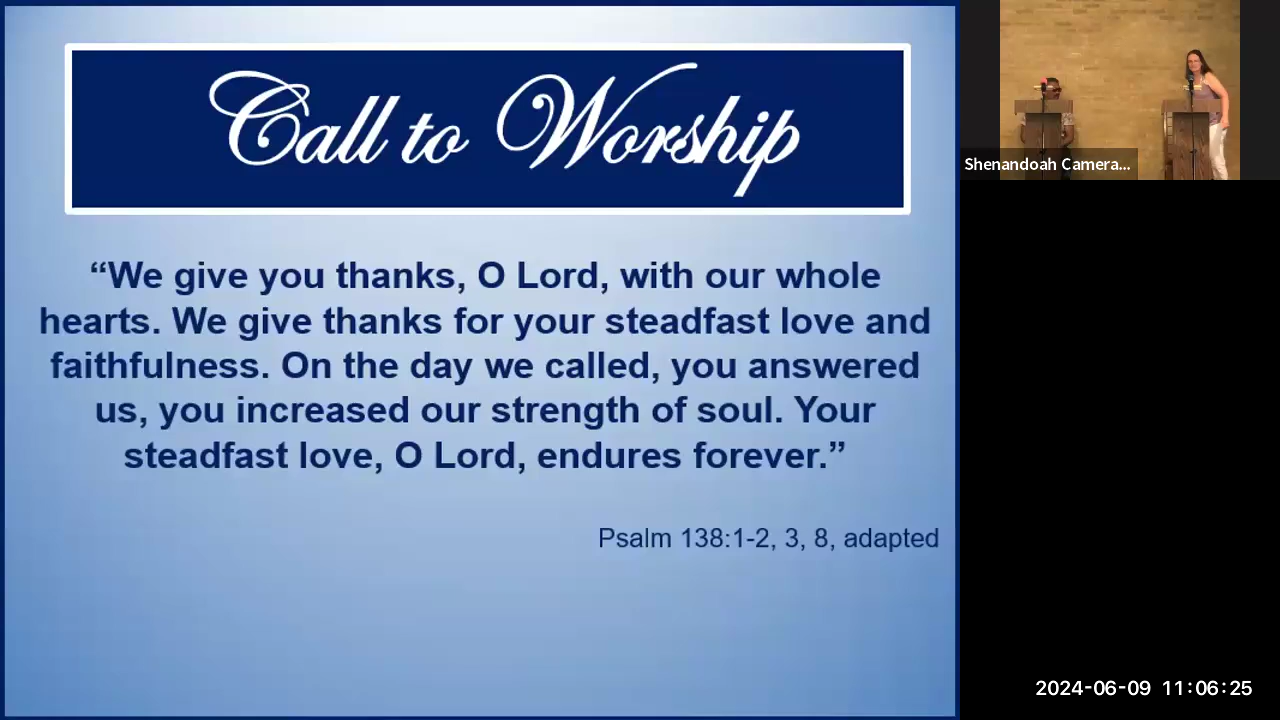 Call to Worship
“We give you thanks, O Lord, with our whole
hearts. We give thanks for your steadfast love and
faithfulness. On the day we called, you answered
us, you increased our strength of soul. Your
steadfast love, O Lord, endures forever.”
Psalm 138:1-2, 3, 8, adapted
Shenandoah Camera...
2024-06-09 11:06:25